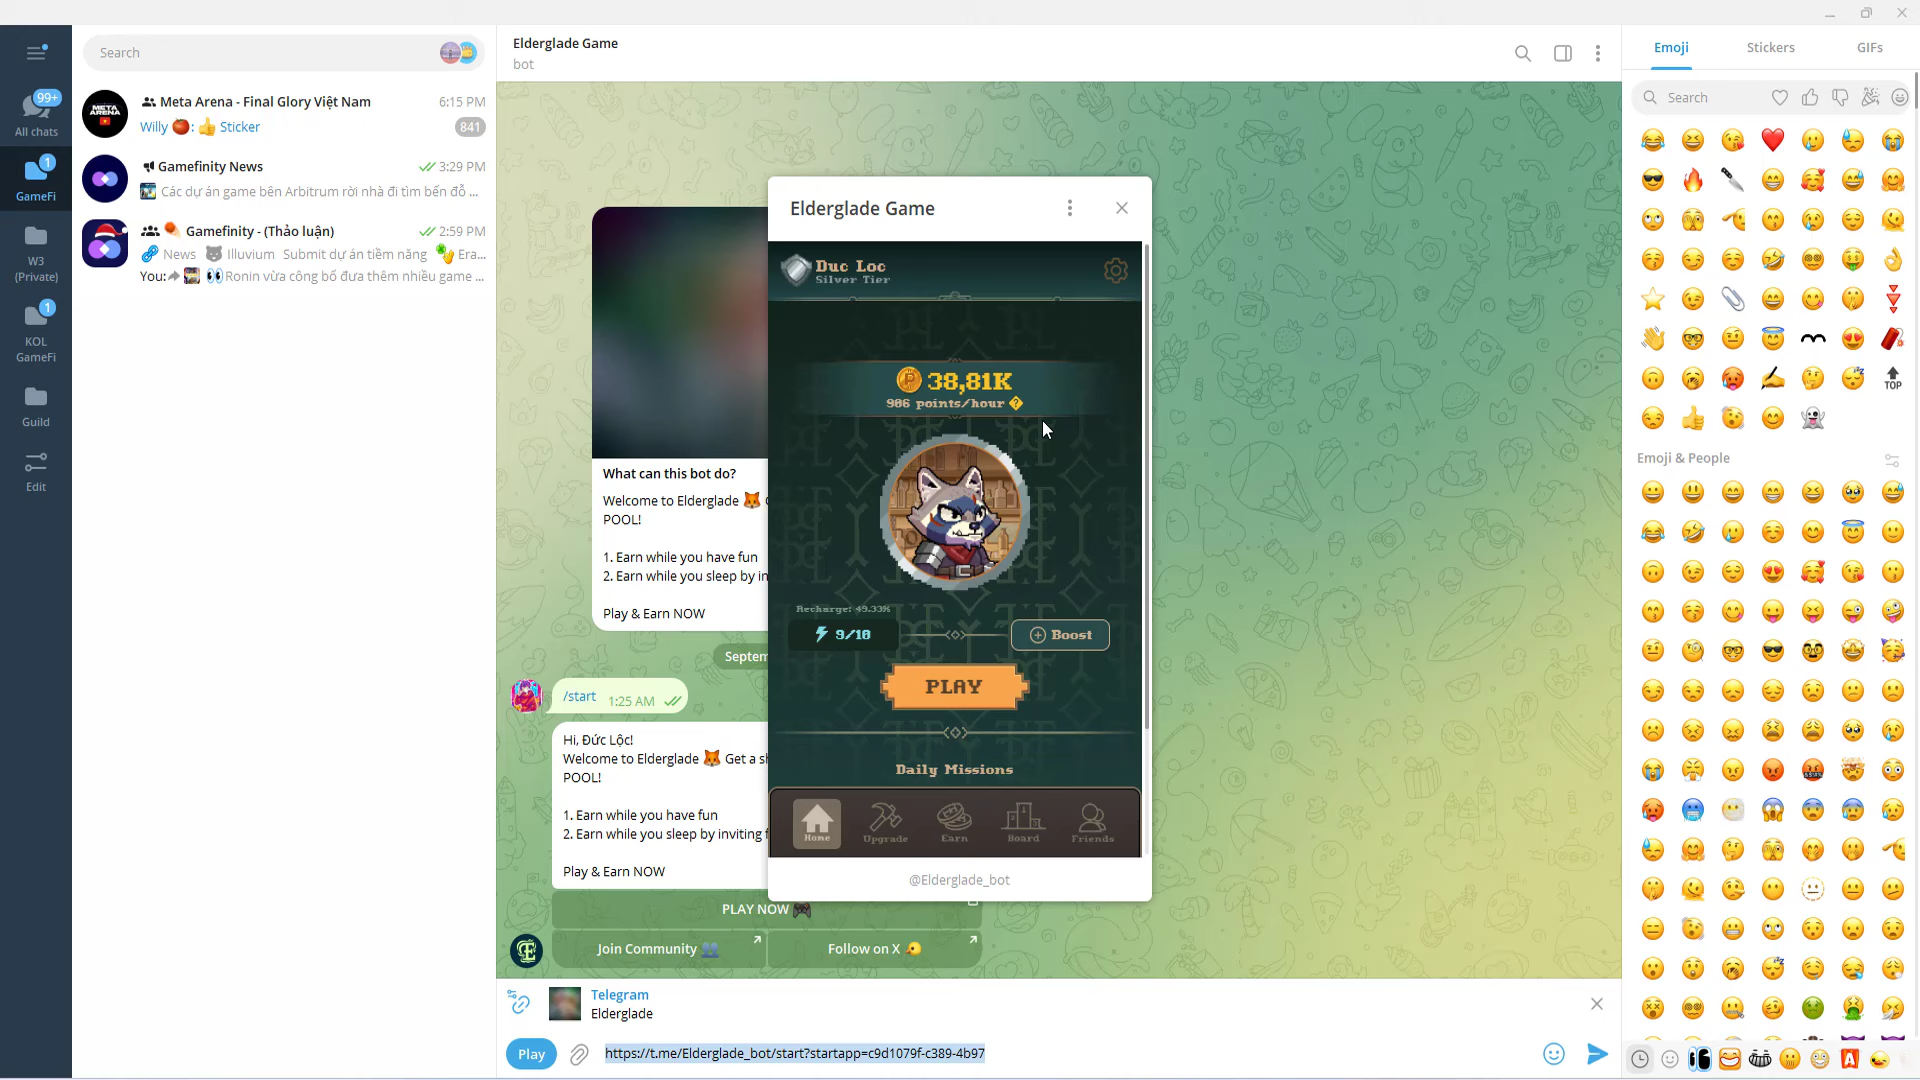 Search
99+
All chats
1
GameFi
W3
(Private)
1
KOL
GameFi
Guild
Edit
META
ARENA
Meta Arena - Final Glory Việt Nam
6:15 PM
Willy 🍅: 👍 Sticker
841
Gamefinity News
3:29 PM
Các dự án game bên Arbitrum rời nhà đi tìm bến đỗ ...
Gamefinity - (Thảo luận)
2:59 PM
News Illuvium Submit dự án tiềm năng Era...
You: 👀Ronin vừa công bố đưa thêm nhiều game ...
Elderglade Game
bot
What can this bot do?
Welcome to Elderglade 🦊
POOL!
1. Earn while you have fun
2. Earn while you sleep by in
Play & Earn NOW
Septem
/start
1:25 AM
Hi, Đức Lộc!
Welcome to Elderglade 🦊 Get a sh
POOL!
1. Earn while you have fun
2. Earn while you sleep by inviting f
Play & Earn NOW
PLAY NOW 🎮
Join Community 👥
Follow on X 🐤
Elderglade Game
Duc Loc
Silver Tier
38,81K
906 points/hour
Recharge: 49.33%
9/10
Boost
PLAY
Daily Missions
Home
Upgrade
Earn
Board
Friends
@Elderglade_bot
Telegram
Elderglade
Play
https://t.me/Elderglade_bot/start?startapp=c9d1079f-c389-4b97
Emoji
Stickers
GIFs
Search
TOP
Emoji & People